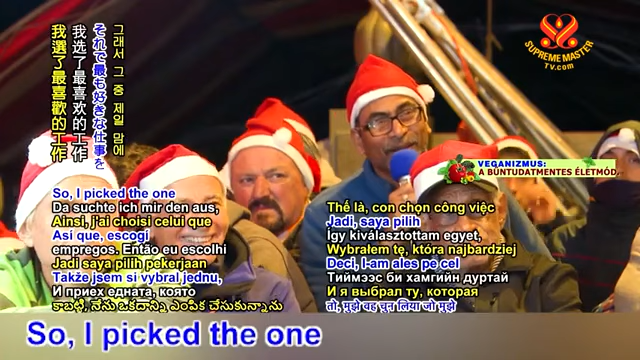 SUPREME MASTER
Tv.com
그래서 그 중 제일 맘에
それで最も好きな仕事を
我选了最喜欢的工作
我選了最喜歡的工作
VEGANIZMUS:
A BŰNTUDATMENTES ÉLETMÓD,
So, I picked the one
Da suchte ich mir den aus,
Ainsi, j'ai choisi celui que
Así que, escogí
empregos. Então eu escolhi
Jadi saya pilih pekerjaan
Takže jsem si vybral jednu,
И приех едната, която
కాబట్టి, నేను ఒకదాన్ని ఎంపిక చేసుకున్నాను
Thế là, con chọn công việc
Jadi, saya pilih
Így kiválasztottam egyet,
Wybrałem tę, która najbardziej
Deci, l-am ales pe cel
Тиймээс би хамгийн дуртай
И я выбрал ту, которая
तो, मुझे वह चुन लिया जो मुझे
So, I picked the one